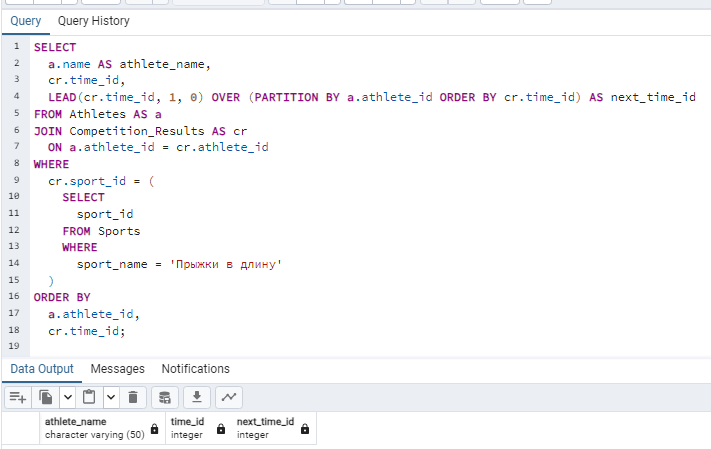 Query Query History
1 SELECT
2 a.name AS athlete_name,
3 cr.time_id,
4 LEAD(cr.time_id, 1, 0) OVER (PARTITION BY a.athlete_id ORDER BY cr.time_id) AS next_time_id
5 FROM Athletes AS a
6 JOIN Competition_Results AS cr
7 ON a.athlete_id = cr.athlete_id
8 WHERE
9 cr.sport_id = (
10 SELECT
11 sport_id
12 FROM Sports
13 WHERE
14 sport_name = 'Прыжки в длину'
15 )
16 ORDER BY
17 a.athlete_id,
18 cr.time_id;
19
Data Output Messages Notifications
athlete_name time_id next_time_id
character varying (50) integer integer